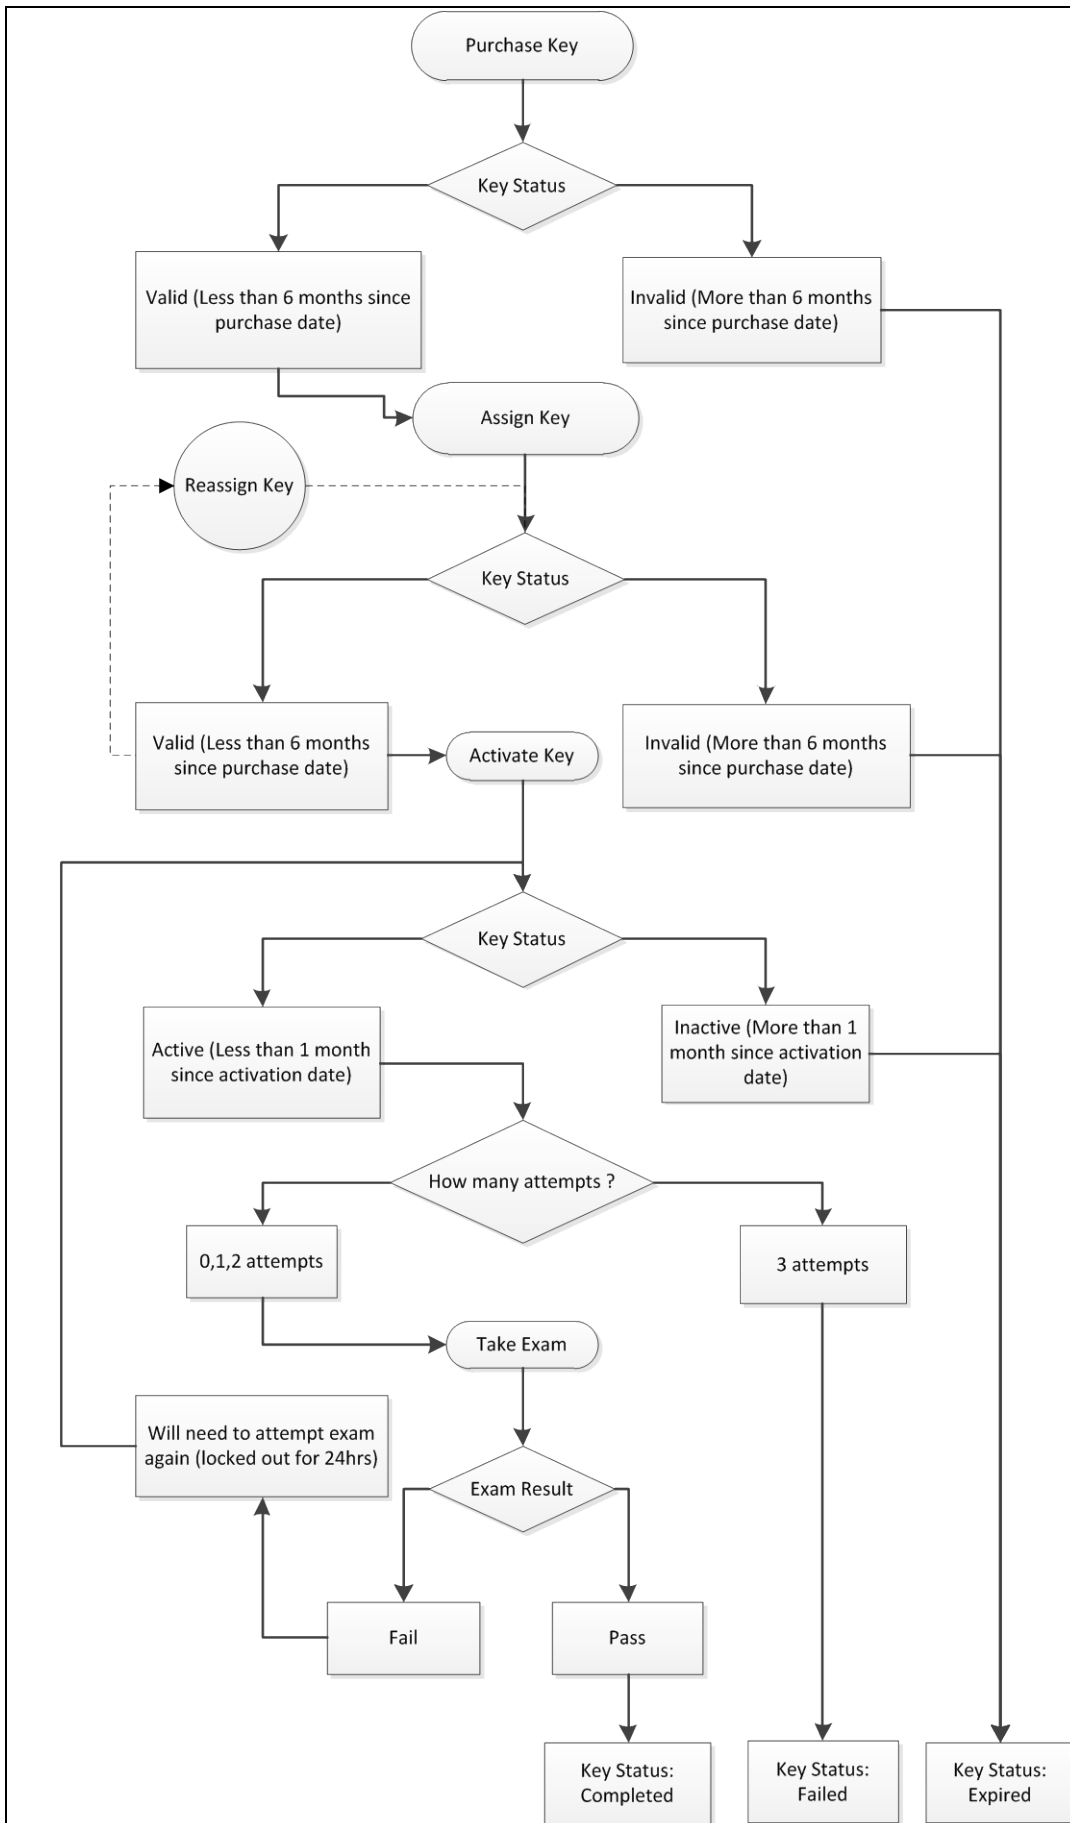 Purchase Key
Key Status
Valid (Less than 6 months since
purchase date)
Invalid (More than 6 months
since purchase date)
Assign Key
Reassign Key
Key Status
Valid (Less than 6 months
since purchase date)
Activate Key
Invalid (More than 6 months
since purchase date)
Key Status
Active (Less than 1 month
since activation date)
Inactive (More than 1
month since activation
date)
How many attempts ?
0,1,2 attempts
3 attempts
Take Exam
Will need to attempt exam
again (locked out for 24hrs)
Exam Result
Fail
Pass
Key Status:
Completed
Key Status:
Failed
Key Status:
Expired